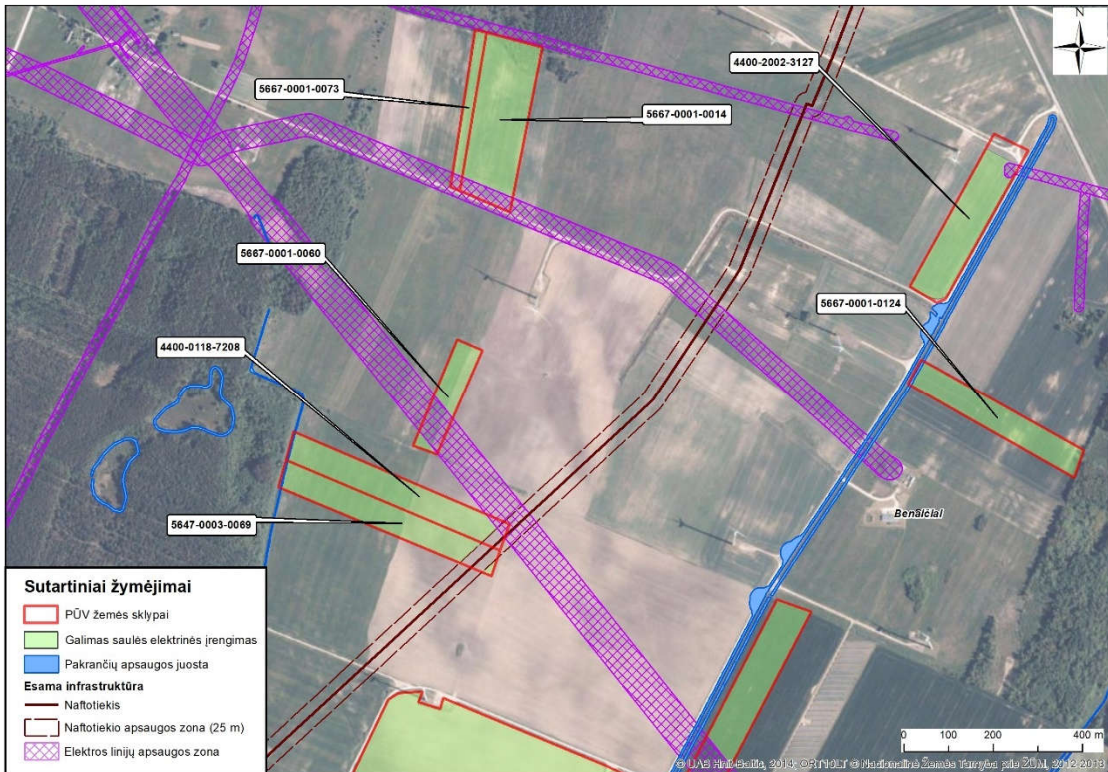 N
4400-2002-3127
5667-0001-0073
5667-0001-0014
5667-0001-0060
5667-0001-0124
4400-0118-7208
5647-0003-0069
Benaičiai
Sutartiniai žymėjimai
PŪV žemės sklypai
Galimas saulės elektrinės įrengimas
Pakrančių apsaugos juosta
Esama infrastruktūra
Naftotiekis
Naftotiekio apsaugos zona (25 m)
Elektros linijų apsaugos zona
0 100 200 400 m
© UAB Hnit-Baltic, 2014, ORT10LT © Nacionalinė Žemės Tarnyba prie ŽŪM, 2012-2013